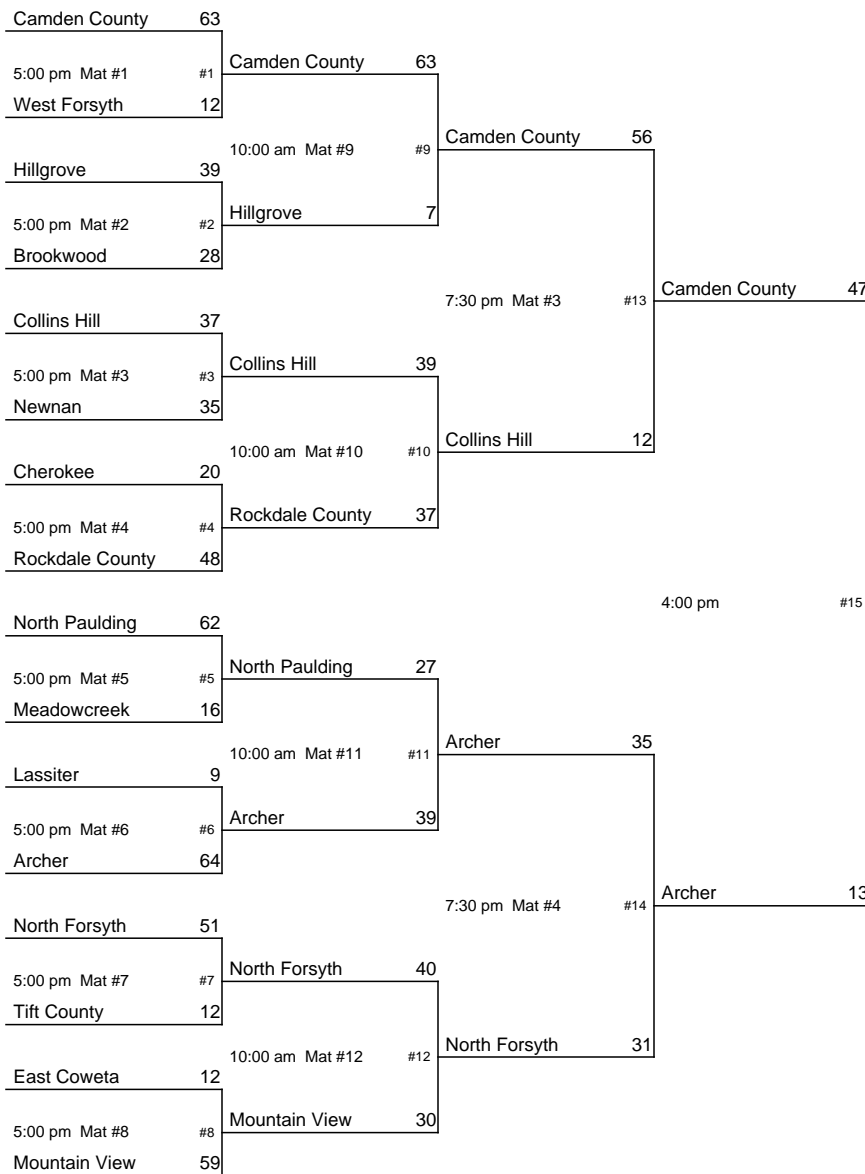 Camden County 63
5:00 pm Mat #1 #1
West Forsyth 12
Hillgrove 39
5:00 pm Mat #2 #2
Brookwood 28
Collins Hill 37
5:00 pm Mat #3 #3
Newnan 35
Cherokee 20
5:00 pm Mat #4 #4
Rockdale County 48
North Paulding 62
5:00 pm Mat #5 #5
Meadowcreek 16
Lassiter 9
5:00 pm Mat #6 #6
Archer 64
North Forsyth 51
5:00 pm Mat #7 #7
Tift County 12
East Coweta 12
5:00 pm Mat #8 #8
Mountain View 59
Camden County 63
10:00 am Mat #9 #9
Hillgrove 7
Collins Hill 39
10:00 am Mat #10 #10
Rockdale County 37
North Paulding 27
10:00 am Mat #11 #11
Archer 39
North Forsyth 40
10:00 am Mat #12 #12
Mountain View 30
Camden County 56
7:30 pm Mat #3 #13
Collins Hill 12
Archer 35
7:30 pm Mat #4 #14
North Forsyth 31
Camden County 47
4:00 pm #15
Archer 13